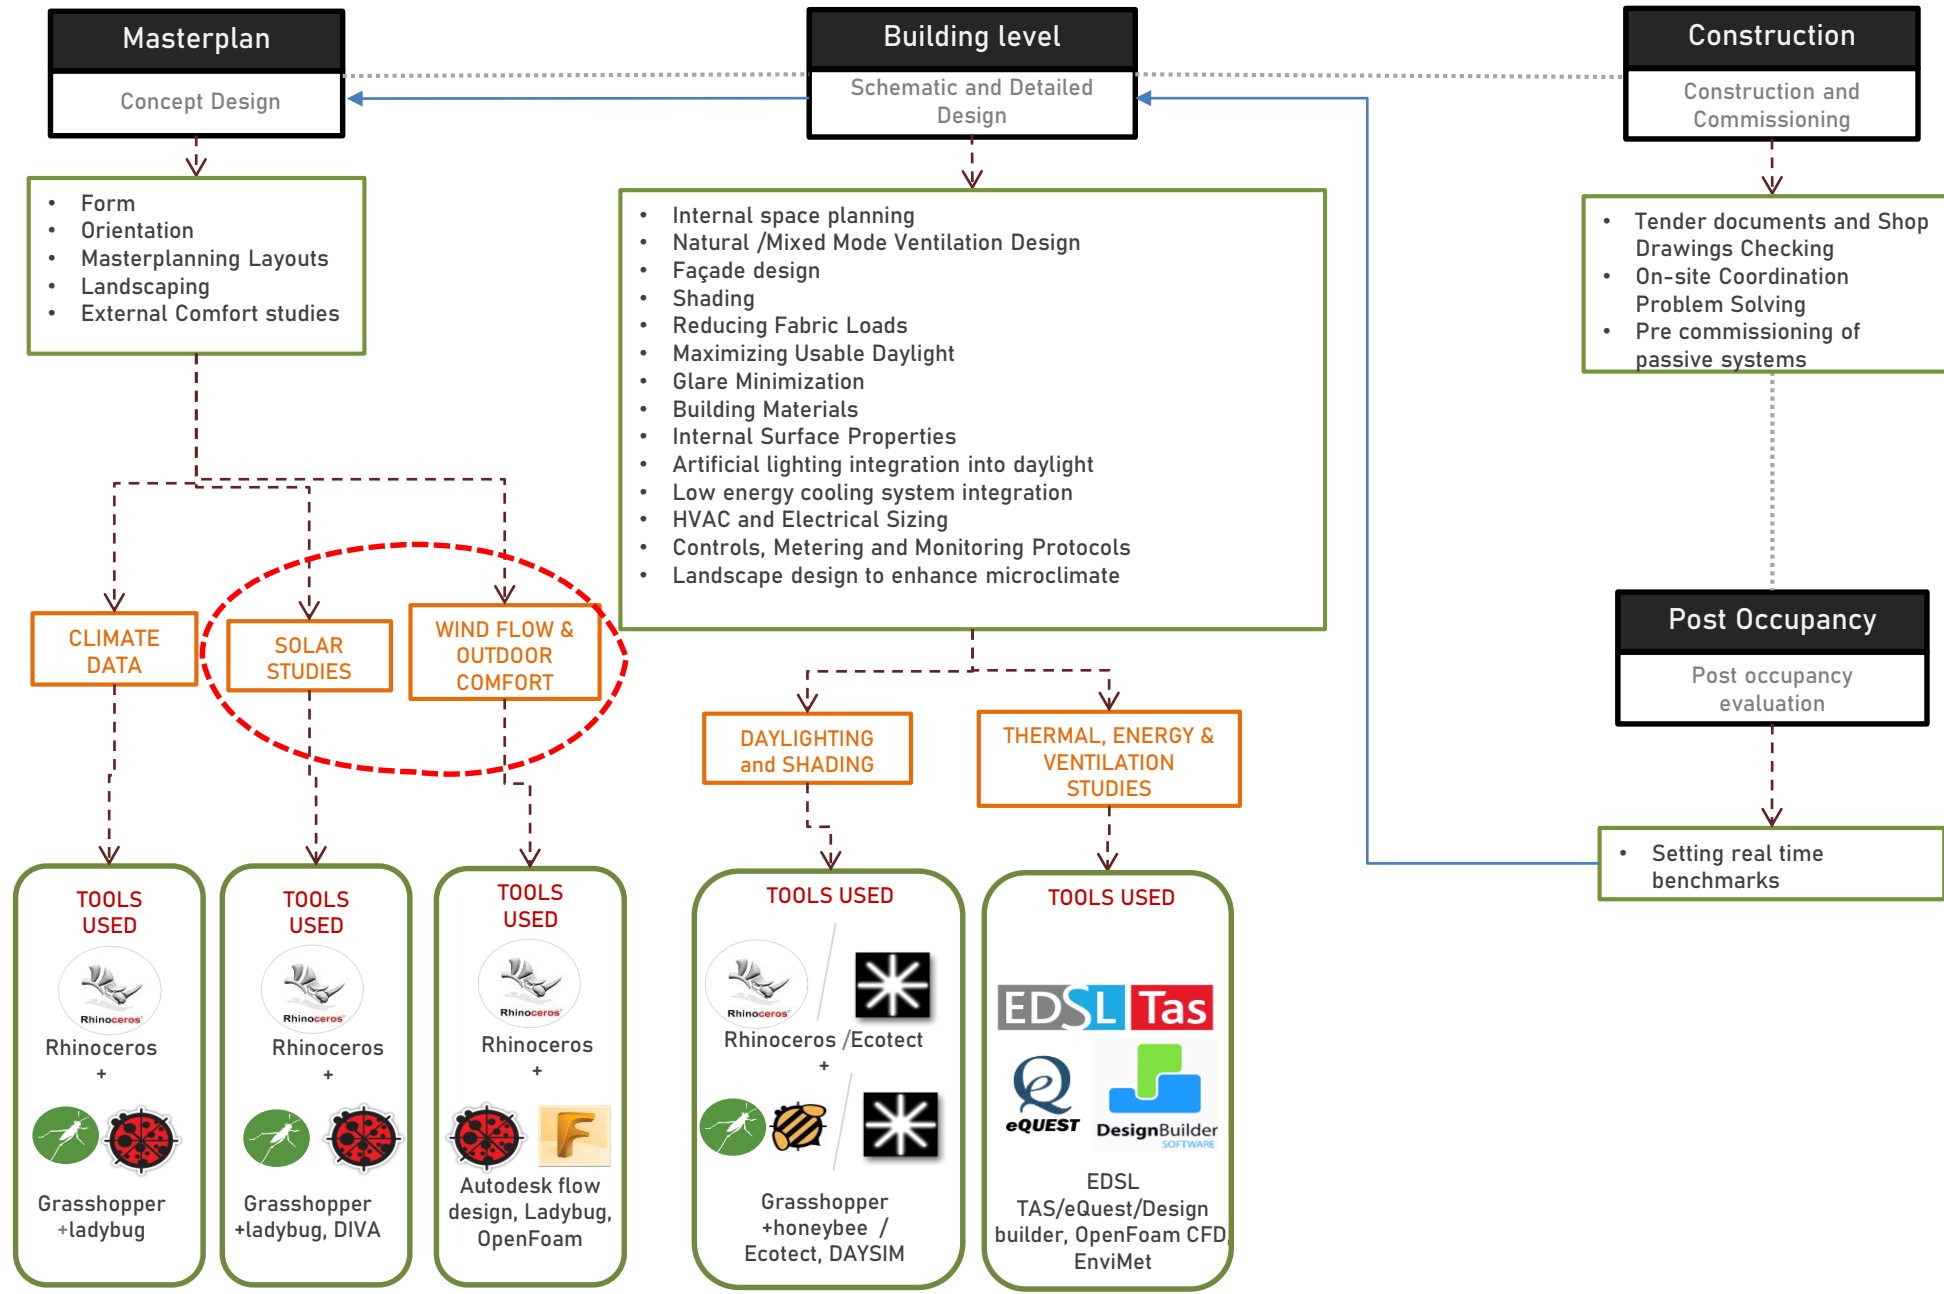 Masterplan
Concept Design
• Form
• Orientation
• Masterplanning Layouts
• Landscaping
• External Comfort studies
CLIMATE
DATA
SOLAR
STUDIES
WIND FLOW &
OUTDOOR
COMFORT
TOOLS
USED
Rhinoceros®
Rhinoceros
+
Grasshopper
+ladybug
TOOLS
USED
Rhinoceros®
Rhinoceros
+
Grasshopper
+ladybug, DIVA
TOOLS
USED
Rhinoceros®
Rhinoceros
+
F
Autodesk flow
design, Ladybug,
OpenFoam
Building level
Schematic and Detailed
Design
• Internal space planning
• Natural /Mixed Mode Ventilation Design
• Façade design
• Shading
• Reducing Fabric Loads
• Maximizing Usable Daylight
• Glare Minimization
• Building Materials
• Internal Surface Properties
• Artificial lighting integration into daylight
• Low energy cooling system integration
• HVAC and Electrical Sizing
• Controls, Metering and Monitoring Protocols
• Landscape design to enhance microclimate
DAYLIGHTING
and SHADING
THERMAL, ENERGY &
VENTILATION
STUDIES
TOOLS USED
Rhinoceros®
Rhinoceros /Ecotect
+
Grasshopper
+honeybee /
Ecotect, DAYSIM
TOOLS USED
EDSL Tas
eQUEST
DesignBuilder
SOFTWARE
EDSL
TAS/eQuest/Design
builder, OpenFoam CFD,
EnviMet
Construction
Construction and
Commissioning
• Tender documents and Shop
Drawings Checking
• On-site Coordination
Problem Solving
• Pre commissioning of
passive systems
Post Occupancy
Post occupancy
evaluation
• Setting real time
benchmarks